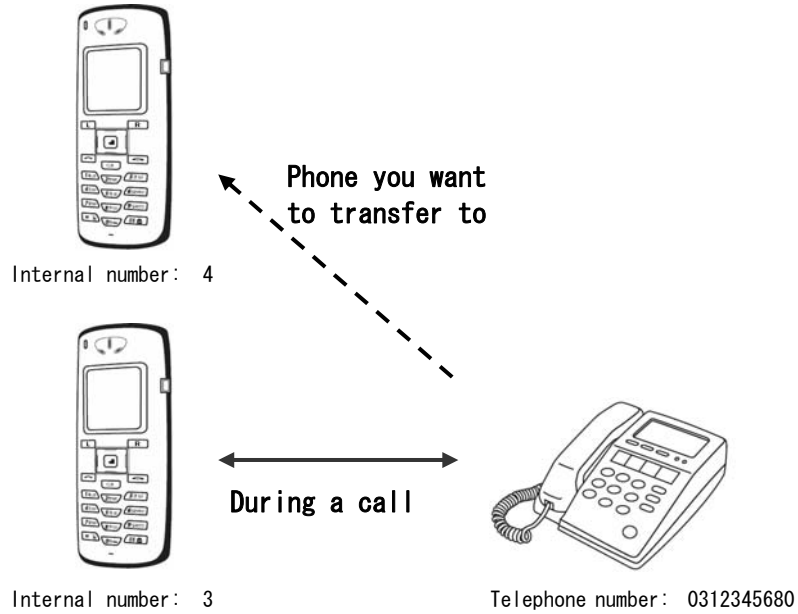 Phone you want
to transfer to
Internal number: 4
L
R
During a call
L
R
Internal number: 3
Telephone number: 0312345680